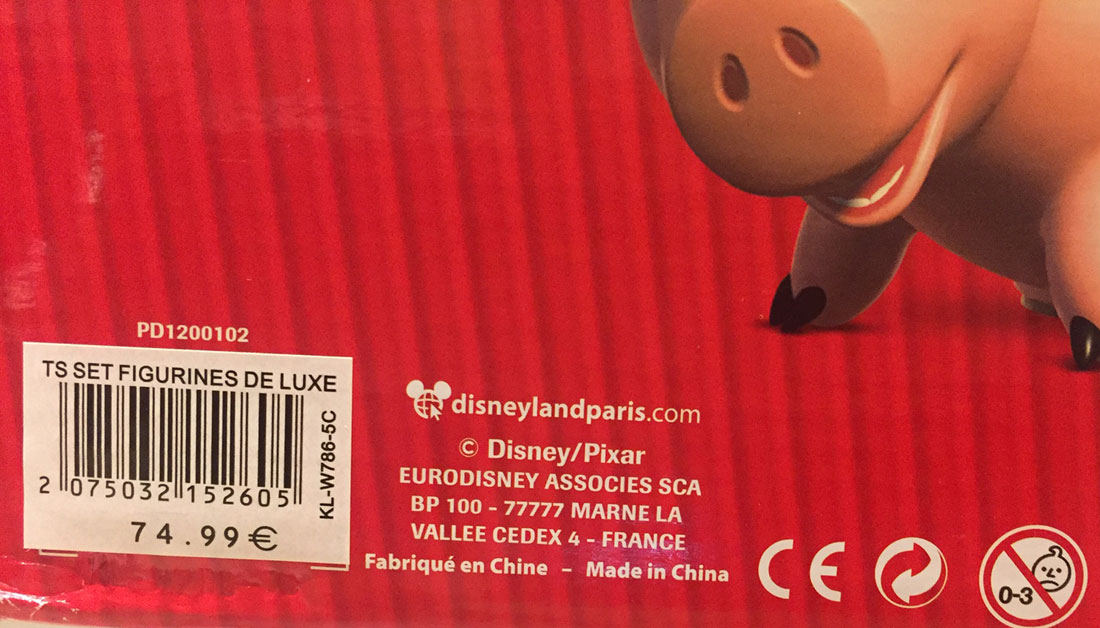 PD1200102
TS SET FIGURINES DE LUXE
KL-W786-5C
2 075032 152605
74.99€
disneylandparis.com
© Disney/Pixar
EURODISNEY ASSOCIES SCA
BP 100 - 77777 MARNE LA
VALLEE CEDEX 4 - FRANCE
Fabriqué en Chine – Made in China
CE
0-3